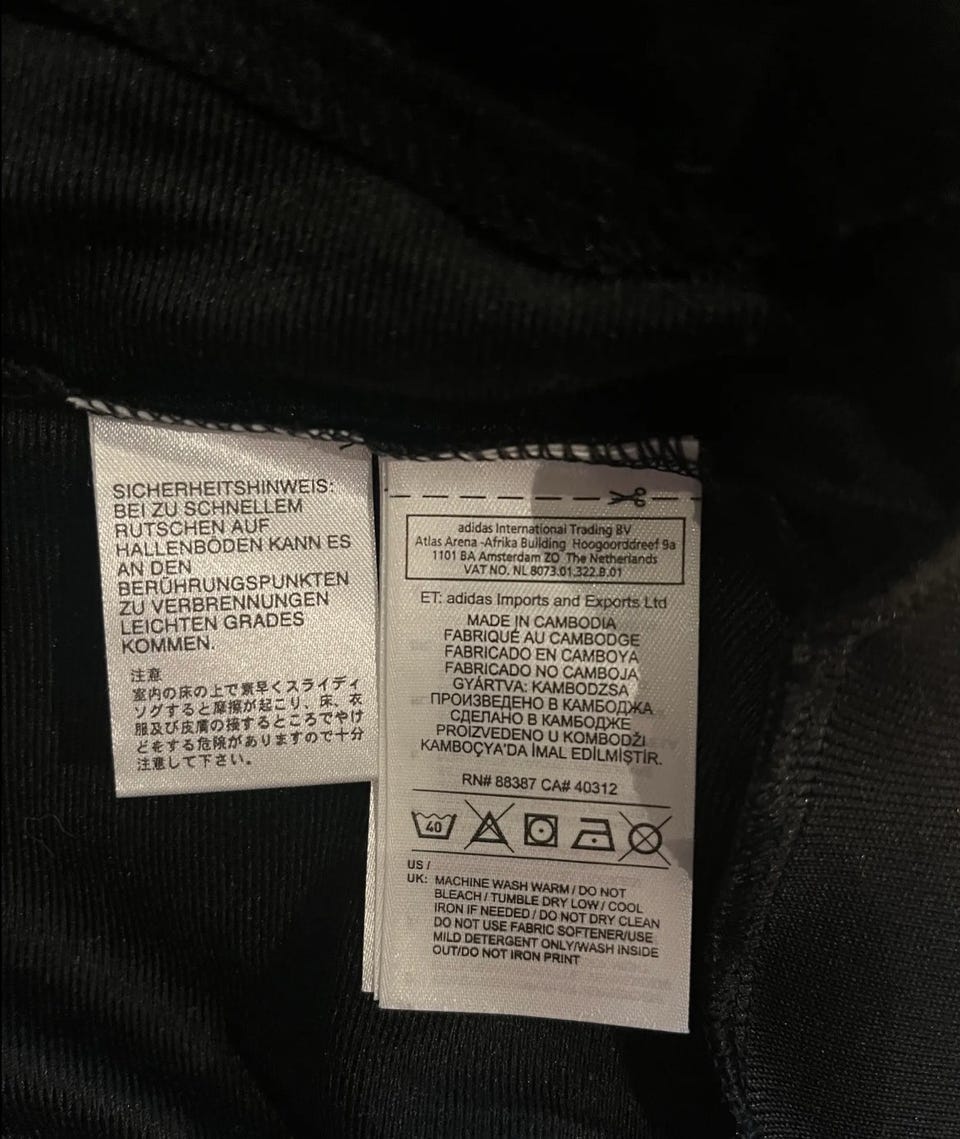 SICHERHEITSHINWEIS:
BEI ZU SCHNELLEM
RUTSCHEN AUF
HALLENBÖDEN KANN ES
AN DEN
BERÜHRUNGSPUNKTEN
ZU VERBRENNUNGEN
LEICHTEN GRADES
KOMMEN.
注意
室内の床の上で素早くスライディ
ソグすると摩擦が起こり、床、衣
服及び皮膚の接するところでやけ
どをする危険がありますので十分
注意して下さい。
adidas International Trading BV
Atlas Arena -Afrika Building Hoogoorddreef 9a
1101 BA Amsterdam ZO The Netherlands
VAT NO. NL 8073.01.322.B.01
ET: adidas Imports and Exports Ltd
MADE IN CAMBODIA
FABRIQUÉ AU CAMBODGE
FABRICADO EN CAMBOYA
FABRICADO NO CAMBOJA
GYÁRTVA: KAMBODZSA
ПРОИЗВЕДЕНО В КАМБОДЖА
СДЕЛАНО В КАМБОДЖЕ
PROIZVEDENO U KOMBODŽI
KAMBOÇYA'DA IMAL EDİLMİŞTİR.
RN# 88387 CA# 40312
40
US /
UK: MACHINE WASH WARM / DO NOT
BLEACH / TUMBLE DRY LOW / COOL
IRON IF NEEDED / DO NOT DRY CLEAN
DO NOT USE FABRIC SOFTENER/USE
MILD DETERGENT ONLY/WASH INSIDE
OUT/DO NOT IRON PRINT